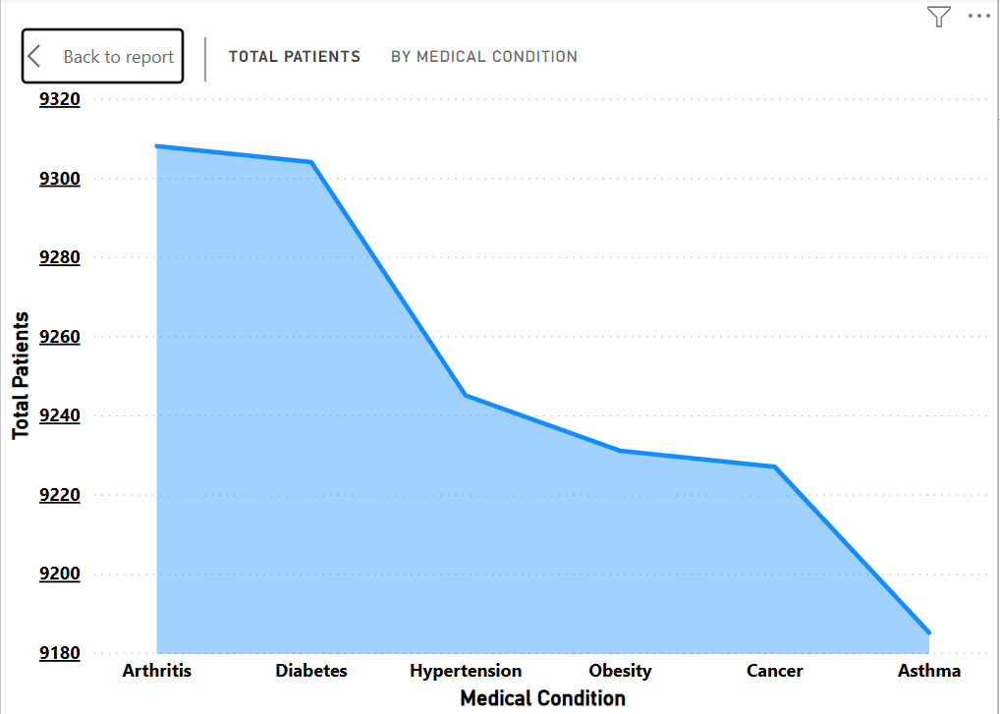 Back to report
TOTAL PATIENTS BY MEDICAL CONDITION
9320
9300
9280
9260
9240
9220
9200
9180
Total Patients
Arthritis Diabetes Hypertension Obesity Cancer Asthma
Medical Condition